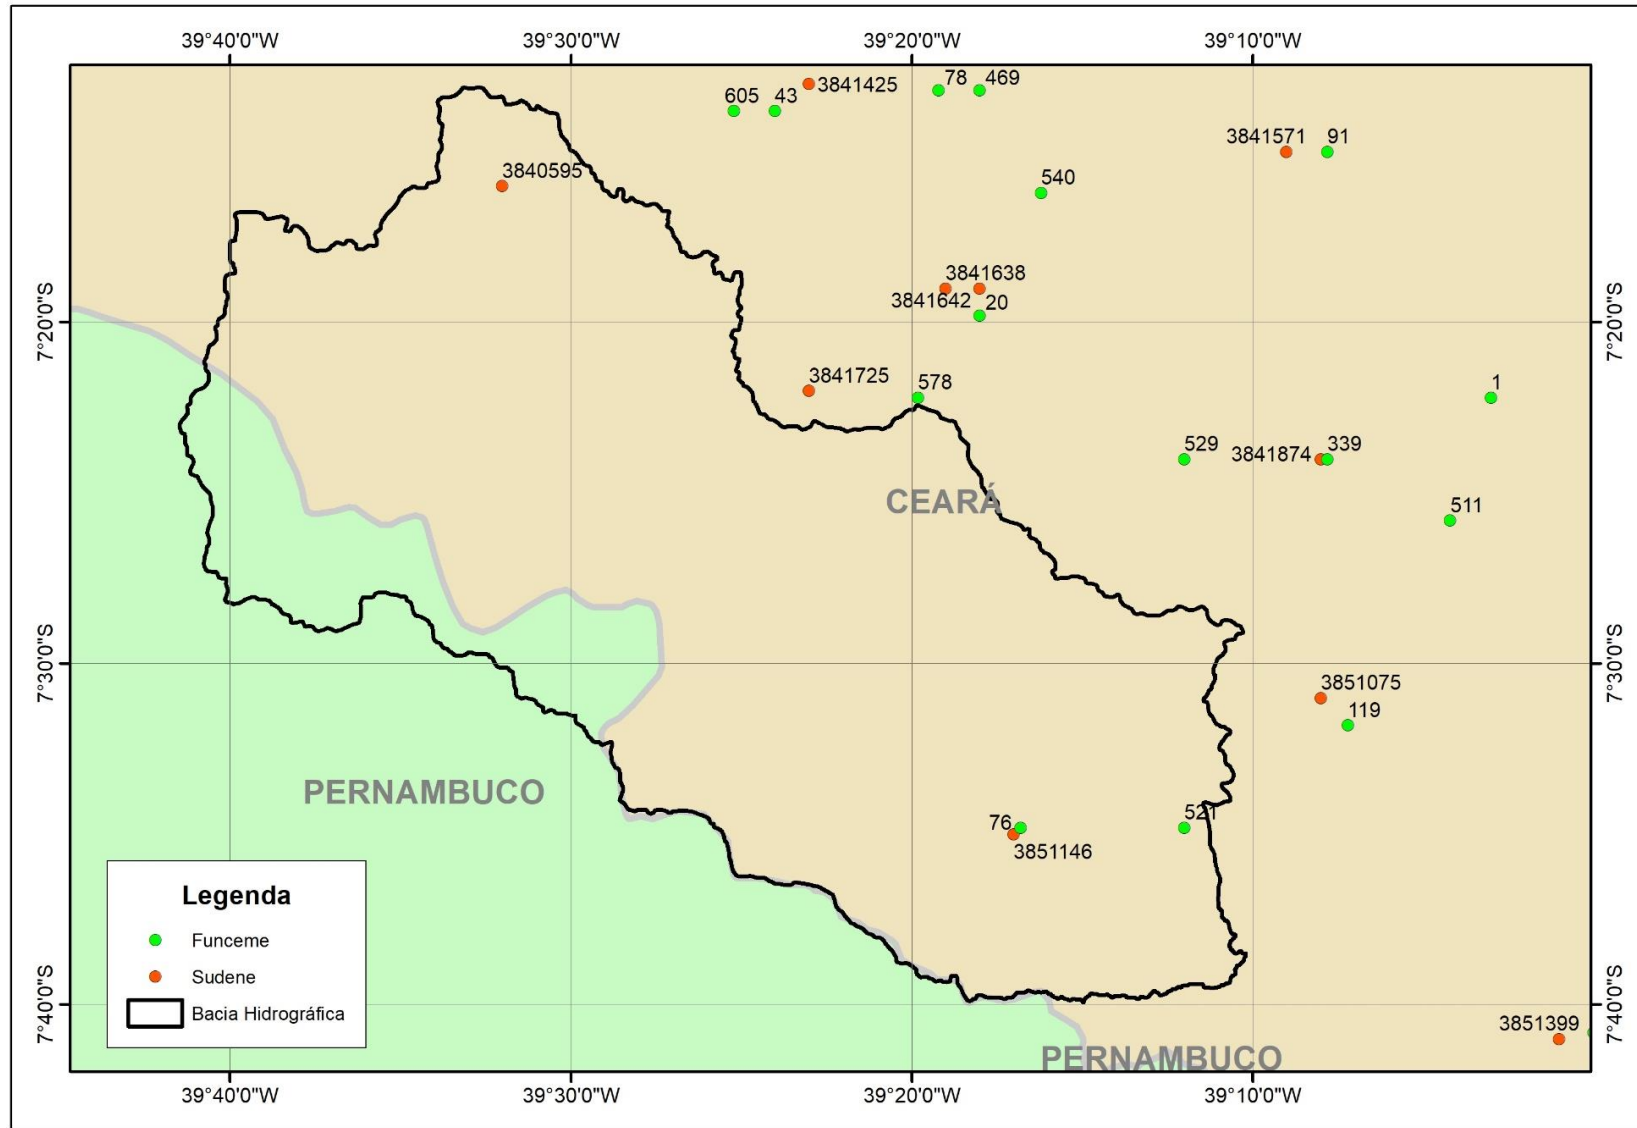 39°40'0"W
39°30'0"W
39°20'0"W
39°10'0"W
3841425
78
469
605
43
3841571
91
3840595
540
3841638
3841642
20
7°20'0"S
7°20'0"S
3841725
578
1
529
3841874
339
CEARÁ
511
7°30'0"S
7°30'0"S
3851075
119
PERNAMBUCO
76
521
3851146
Legenda
Funceme
Sudene
Bacia Hidrográfica
7°40'0"S
7°40'0"S
3851399
PERNAMBUCO
39°40'0"W
39°30'0"W
39°20'0"W
39°10'0"W